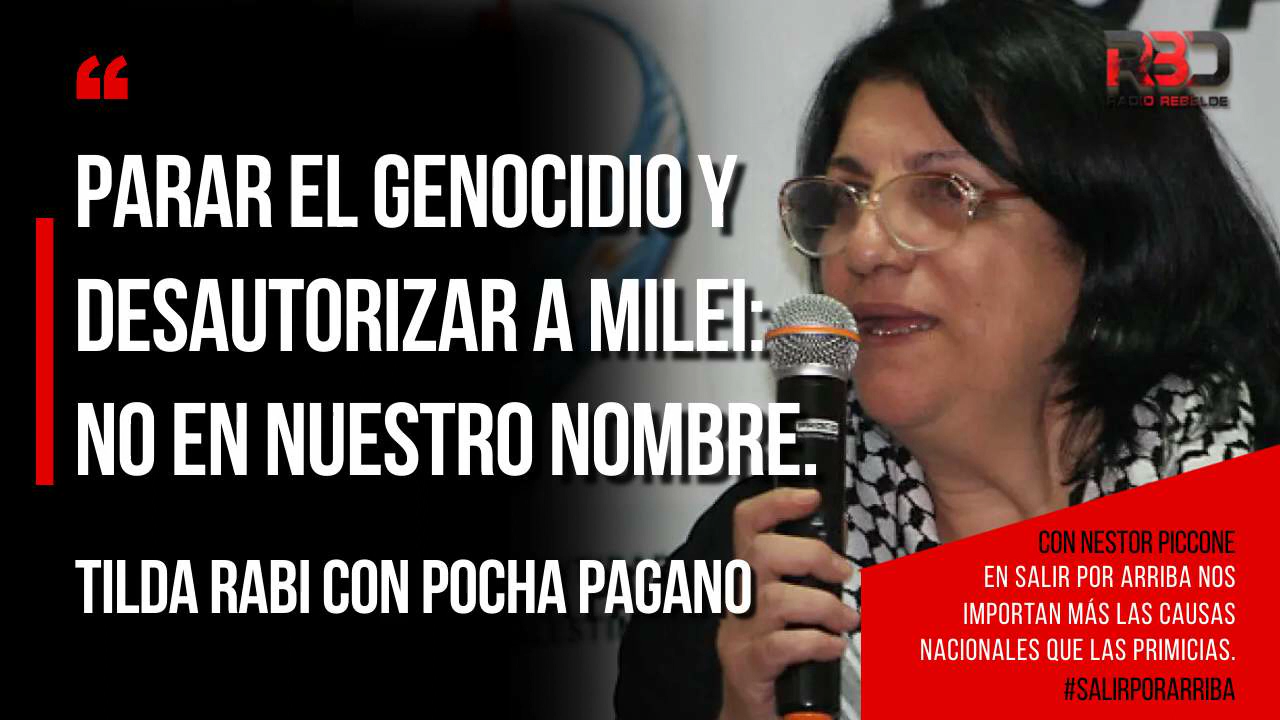 RBD
RADIO REBELDE
“
PARAR EL GENOCIDIO Y
DESAUTORIZAR A MILEI:
NO EN NUESTRO NOMBRE.
TILDA RABI CON POCHA PAGANO
CON NESTOR PICCONE
EN SALIR POR ARRIBA NOS
IMPORTAN MÁS LAS CAUSAS
NACIONALES QUE LAS PRIMICIAS.
#SALIRPORARRIBA